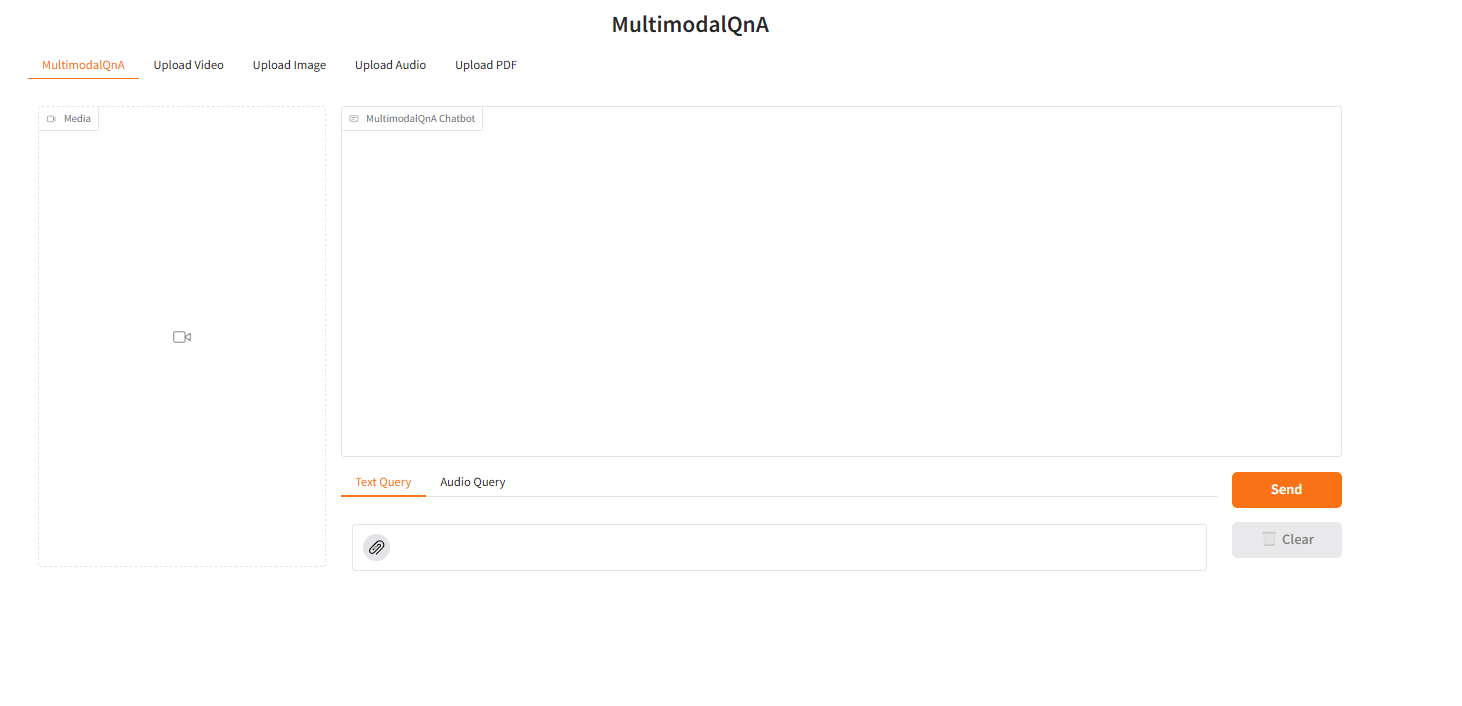 MultimodalQnA
MultimodalQnA Upload Video Upload Image Upload Audio Upload PDF
Media
MultimodalQnA Chatbot
Text Query Audio Query
Send
Clear